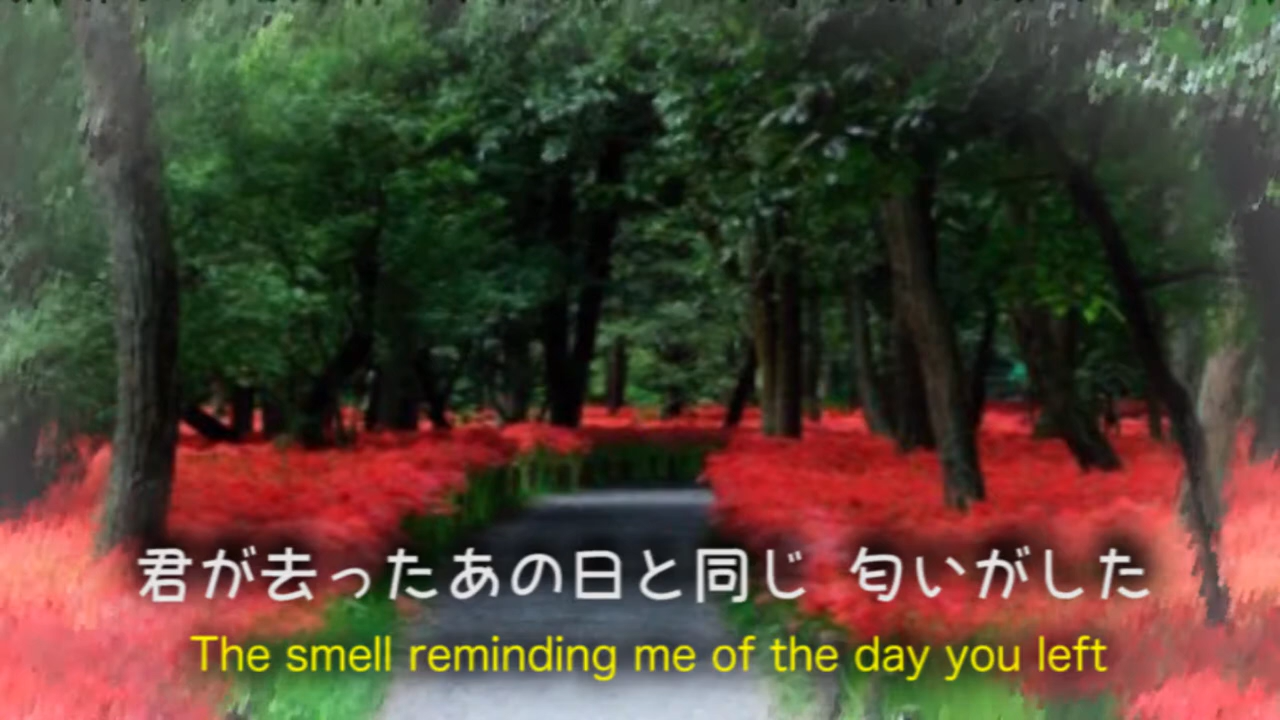 君が去ったあの日と同じ 匂いがした
The smell reminding me of the day you left